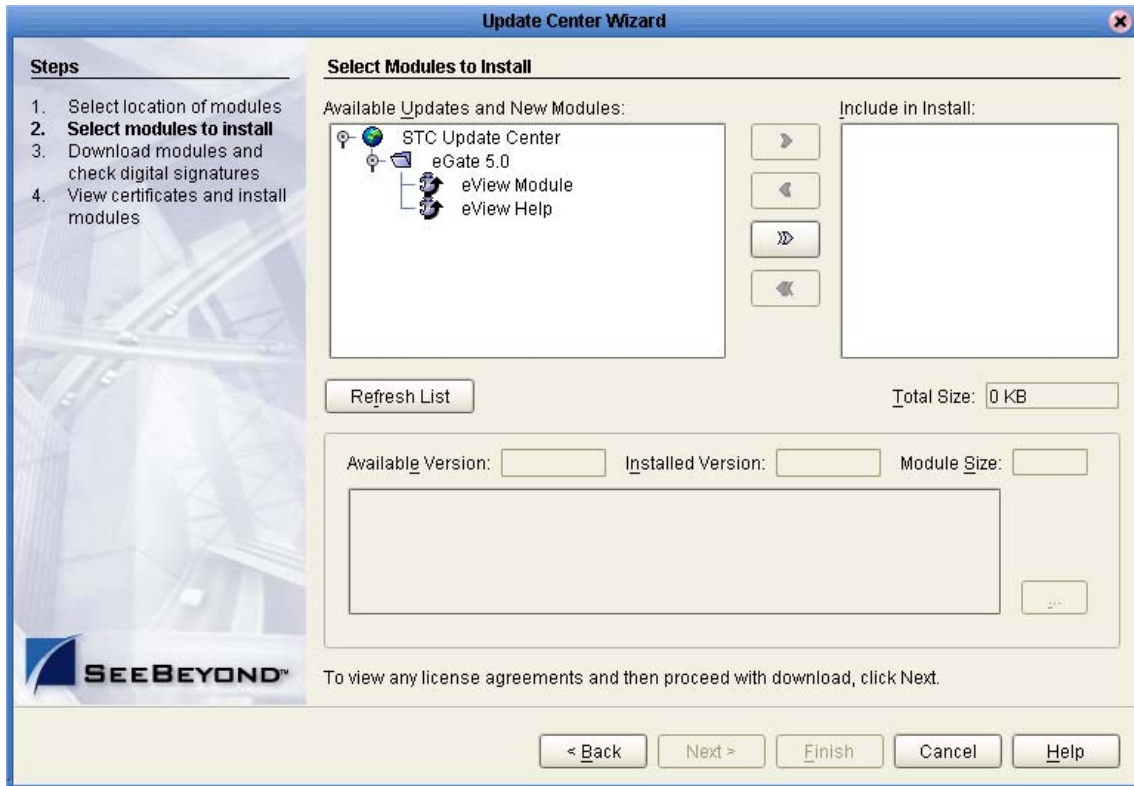 Update Center Wizard
Steps
1. Select location of modules
2. Select modules to install
3. Download modules and
check digital signatures
4. View certificates and install
modules
Select Modules to Install
Available Updates and New Modules:
STC Update Center
eGate 5.0
eView Module
eView Help
Include in Install:
Refresh List
Total Size: 0 KB
Available Version:
Installed Version:
Module Size:
...
SEEBEYOND™
To view any license agreements and then proceed with download, click Next.
< Back
Next >
Finish
Cancel
Help